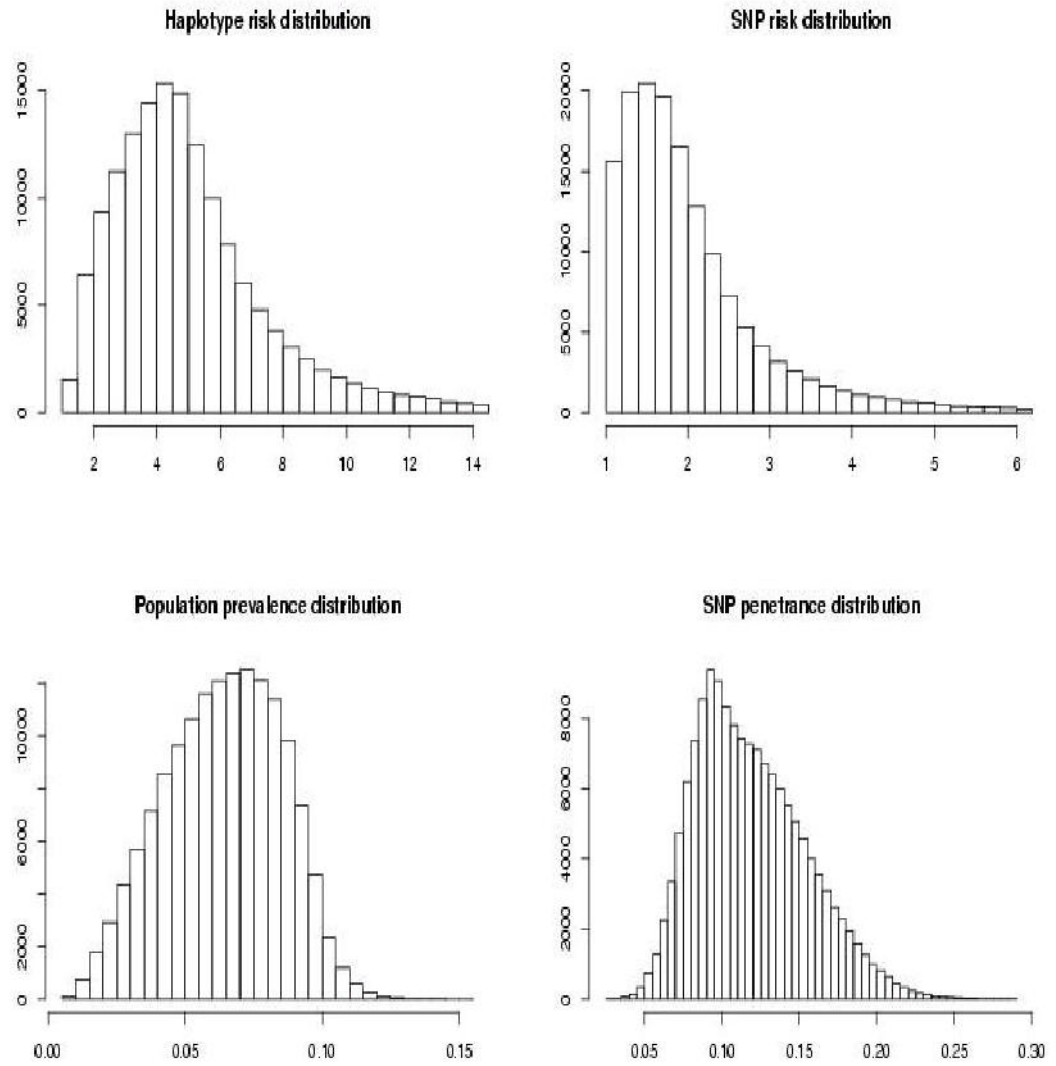 Haplotype risk distribution
15000
10000
5000
0
2 4 6 8 10 12 14
SNP risk distribution
20000
15000
10000
5000
0
1 2 3 4 5 6
Population prevalence distribution
10000
6000
2000
0
0.00 0.05 0.10 0.15
SNP penetrance distribution
8000
6000
4000
2000
0
0.05 0.10 0.15 0.20 0.25 0.30